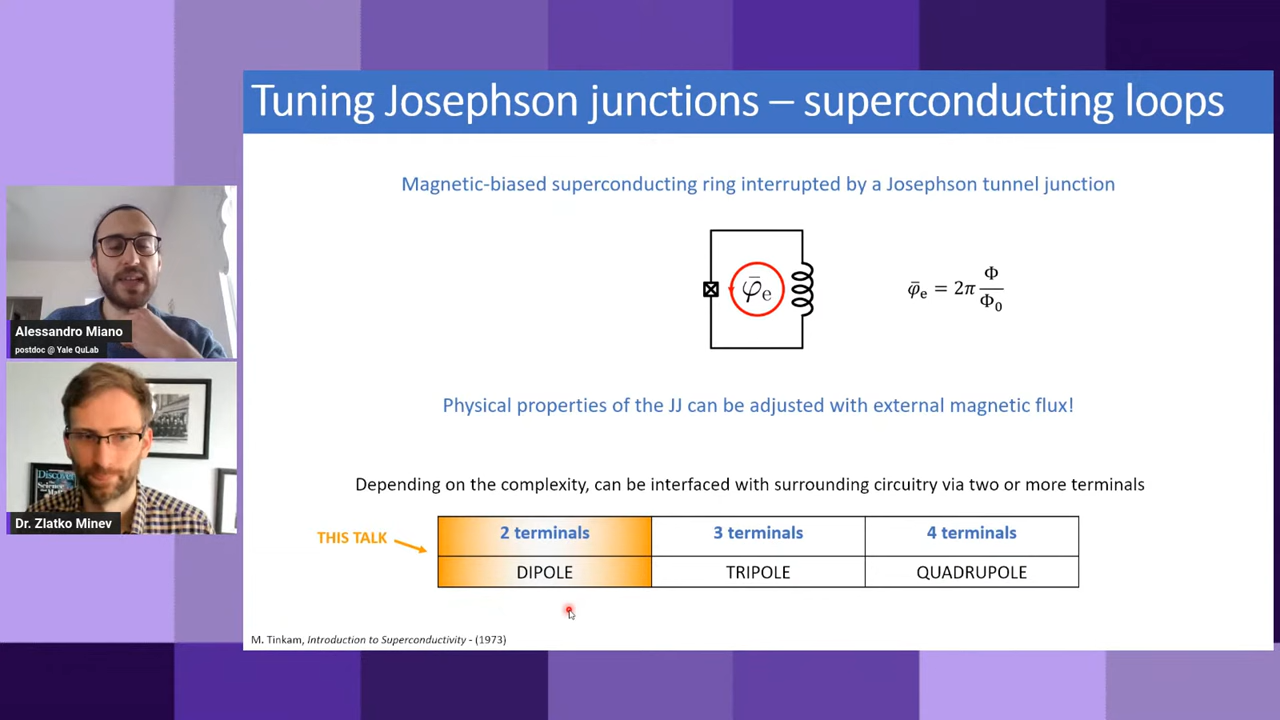 Tuning Josephson junctions – superconducting loops
Magnetic-biased superconducting ring interrupted by a Josephson tunnel junction
φ̄e
φ̄e = 2π Φ/Φ0
Physical properties of the JJ can be adjusted with external magnetic flux!
Depending on the complexity, can be interfaced with surrounding circuitry via two or more terminals
THIS TALK
2 terminals 3 terminals 4 terminals
DIPOLE TRIPOLE QUADRUPOLE
M. Tinkam, Introduction to Superconductivity - (1973)
Alessandro Miano
postdoc @ Yale QuLab
Discover
Dr. Zlatko Minev